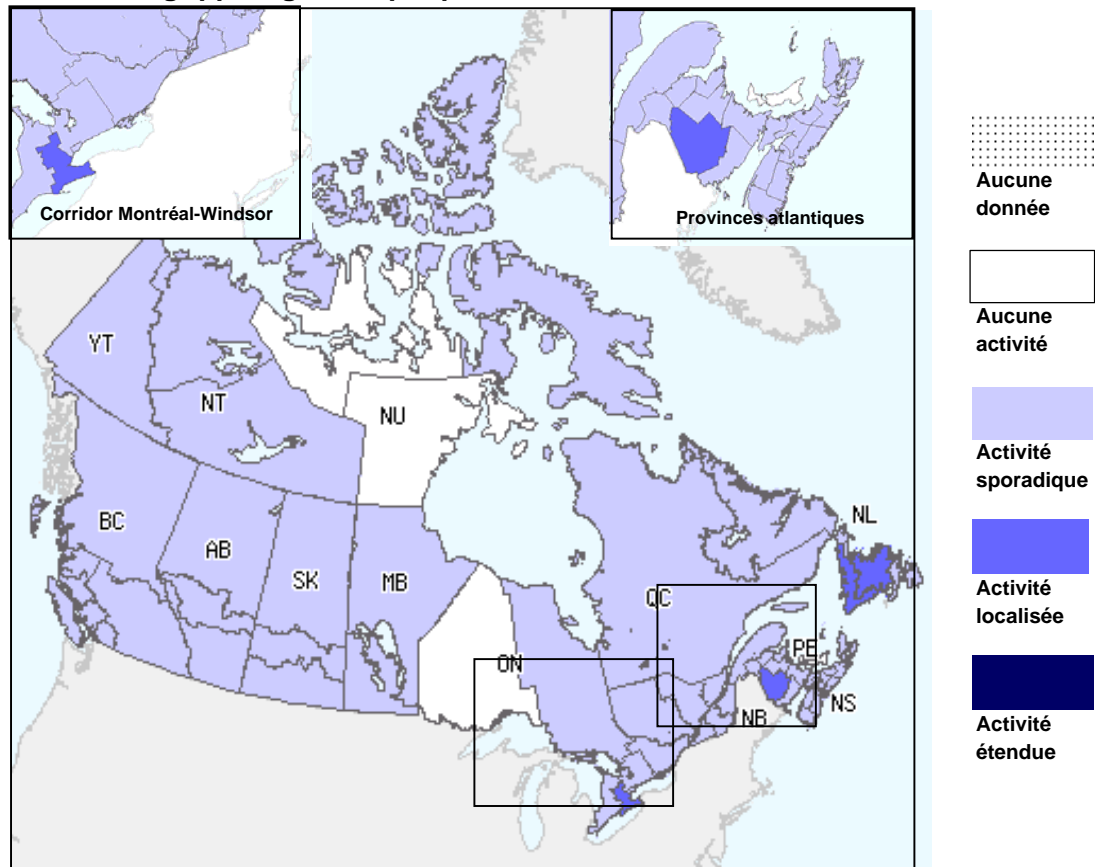 Corridor Montréal-Windsor
Provinces atlantiques
Aucune
donnée
Aucune
activité
Activité
sporadique
Activité
localisée
Activité
étendue
YT
NT
NU
BC
AB
SK
MB
ON
QC
NL
PE
NB
NS